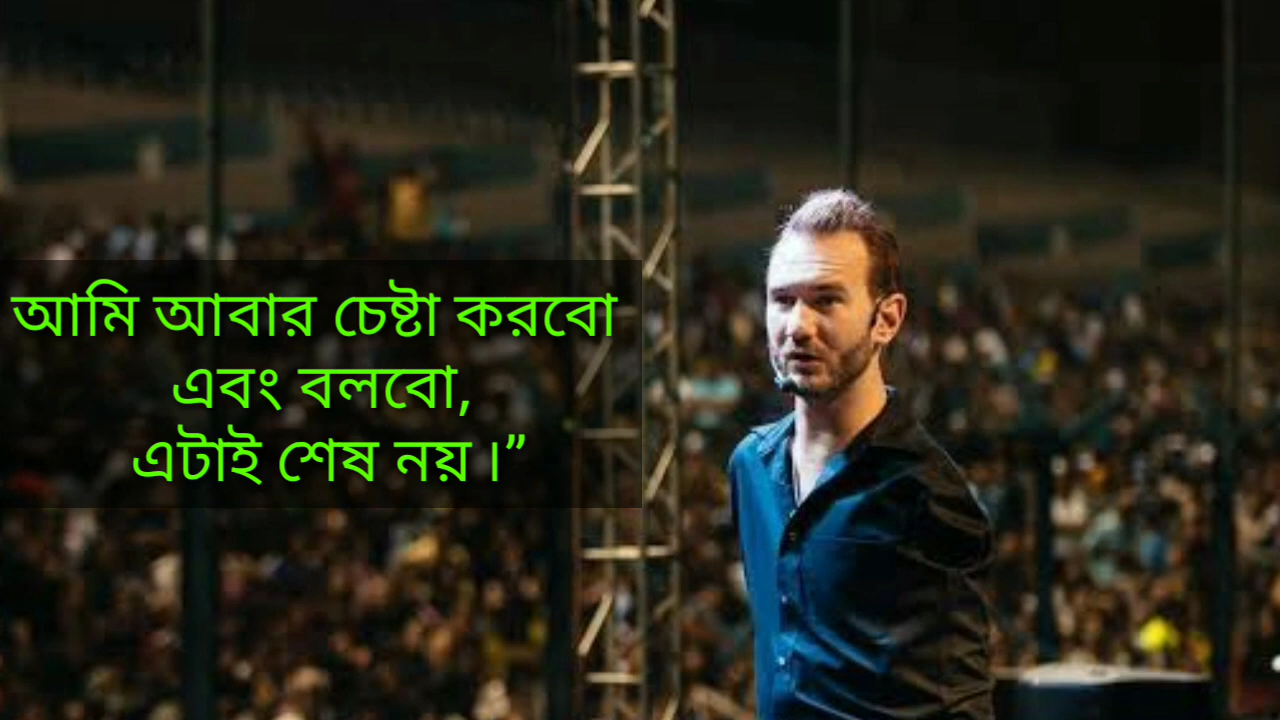 আমি আবার চেষ্টা করবো
এবং বলবো,
এটাই শেষ নয়।”